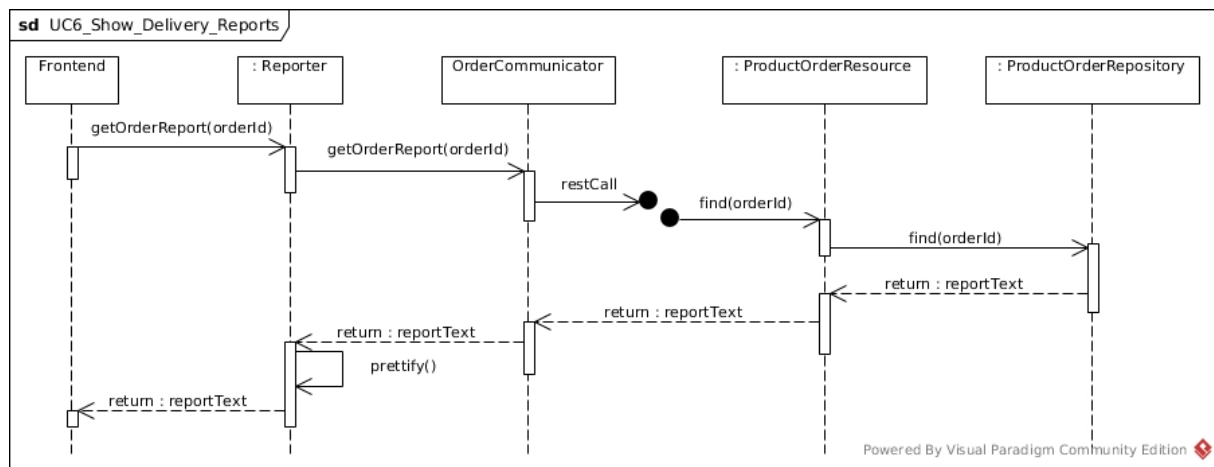 sd UC6_Show_Delivery_Reports
Frontend
: Reporter
OrderCommunicator
: ProductOrderResource
: ProductOrderRepository
getOrderReport(orderId)
getOrderReport(orderId)
restCall
find(orderId)
find(orderId)
return : reportText
return : reportText
return : reportText
prettify()
return : reportText
Powered By Visual Paradigm Community Edition